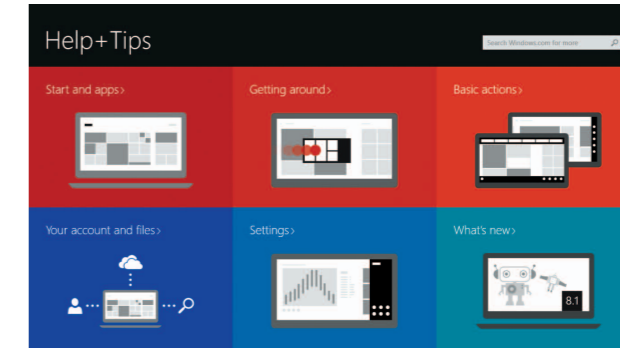 Help+Tips
Search Windows.com for more
Start and apps>
Getting around>
Basic actions>
Your account and files>
Settings>
What's new>
8.1